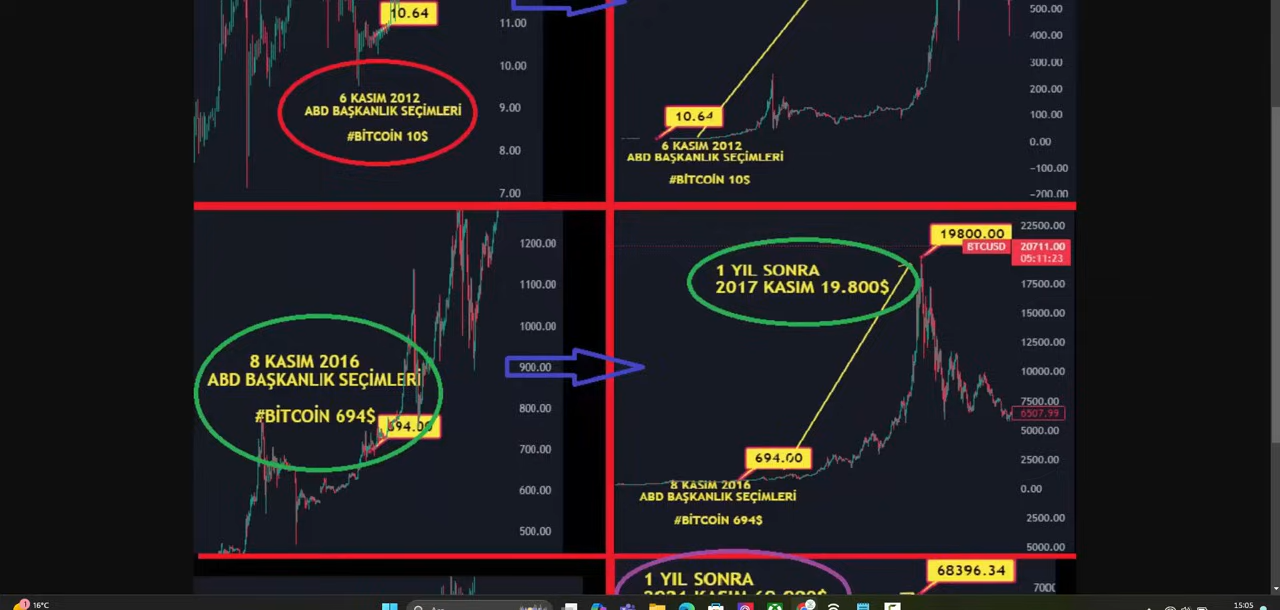 10.64
11.00
10.00
9.00
8.00
7.00
6 KASIM 2012
ABD BAŞKANLIK SEÇİMLERİ
#BİTCOİN 10$
500.00
400.00
300.00
200.00
100.00
0.00
-100.00
-200.00
10.64
6 KASIM 2012
ABD BAŞKANLIK SEÇİMLERİ
#BİTCOİN 10$
1200.00
1100.00
1000.00
900.00
800.00
700.00
600.00
500.00
8 KASIM 2016
ABD BAŞKANLIK SEÇİMLERİ
#BİTCOİN 694$
694.00
19800.00
BTCUSD
20711.00
05:11:23
22500.00
17500.00
15000.00
12500.00
10000.00
7500.00
6507.99
5000.00
2500.00
0.00
2500.00
5000.00
1 YIL SONRA
2017 KASIM 19.800$
694.00
8 KASIM 2016
ABD BAŞKANLIK SEÇİMLERİ
#BİTCOİN 694$
1 YIL SONRA
68396.34
7000
16°C
15:05